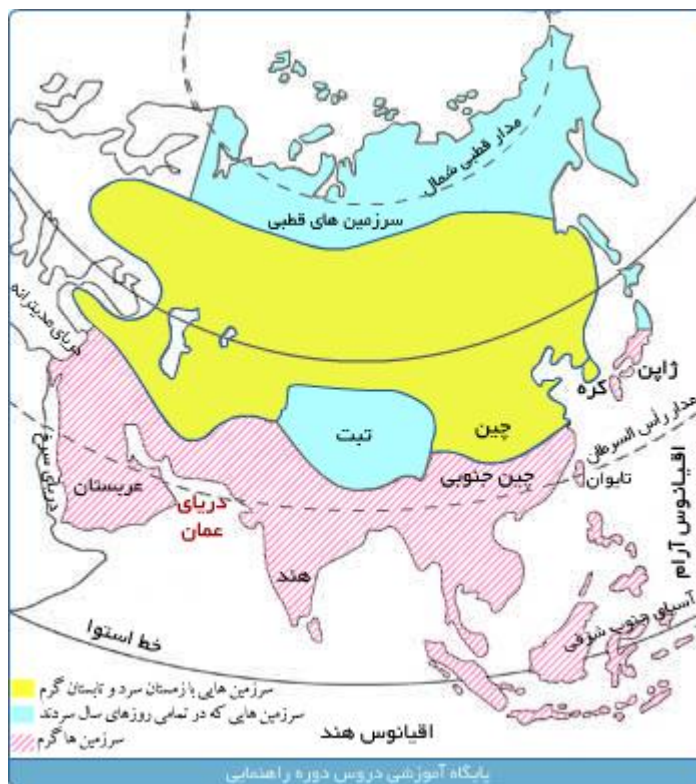 مدار قطبی شمال
سرزمین های قطبی
دریای مدیترانه
ژاپن
کره
مدار رأس السرطان
تبت
چین
چین جنوبی
تایوان
اقیانوس آرام
دریای سرخ
عربستان
دریای
عمان
هند
آسیای جنوب شرقی
خط استوا
سرزمین هایی با زمستان سرد و تابستان گرم
سرزمین هایی که در تمامی روزهای سال سردند
سرزمین ها گرم
اقیانوس هند
پایگاه آموزشی دروس دوره راهنمایی